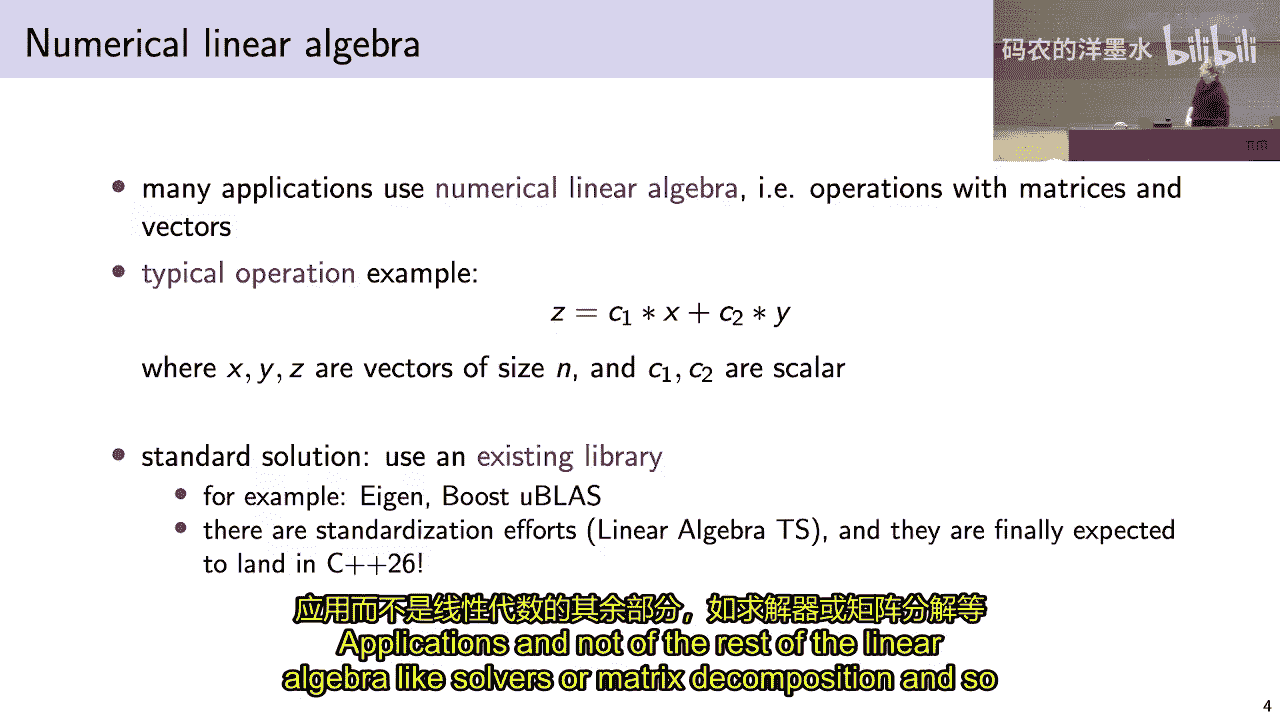 Numerical linear algebra
码农的洋墨水 bilibili
• many applications use numerical linear algebra, i.e. operations with matrices and
vectors
• typical operation example:
z = c₁ ∗ x + c₂ ∗ y
where x, y, z are vectors of size n, and c₁, c₂ are scalar
• standard solution: use an existing library
• for example: Eigen, Boost uBLAS
• there are standardization efforts (Linear Algebra TS), and they are finally expected
to land in C++26!
应用而不是线性代数的其余部分，如求解器或矩阵分解等
Applications and not of the rest of the linear
algebra like solvers or matrix decomposition and so
4